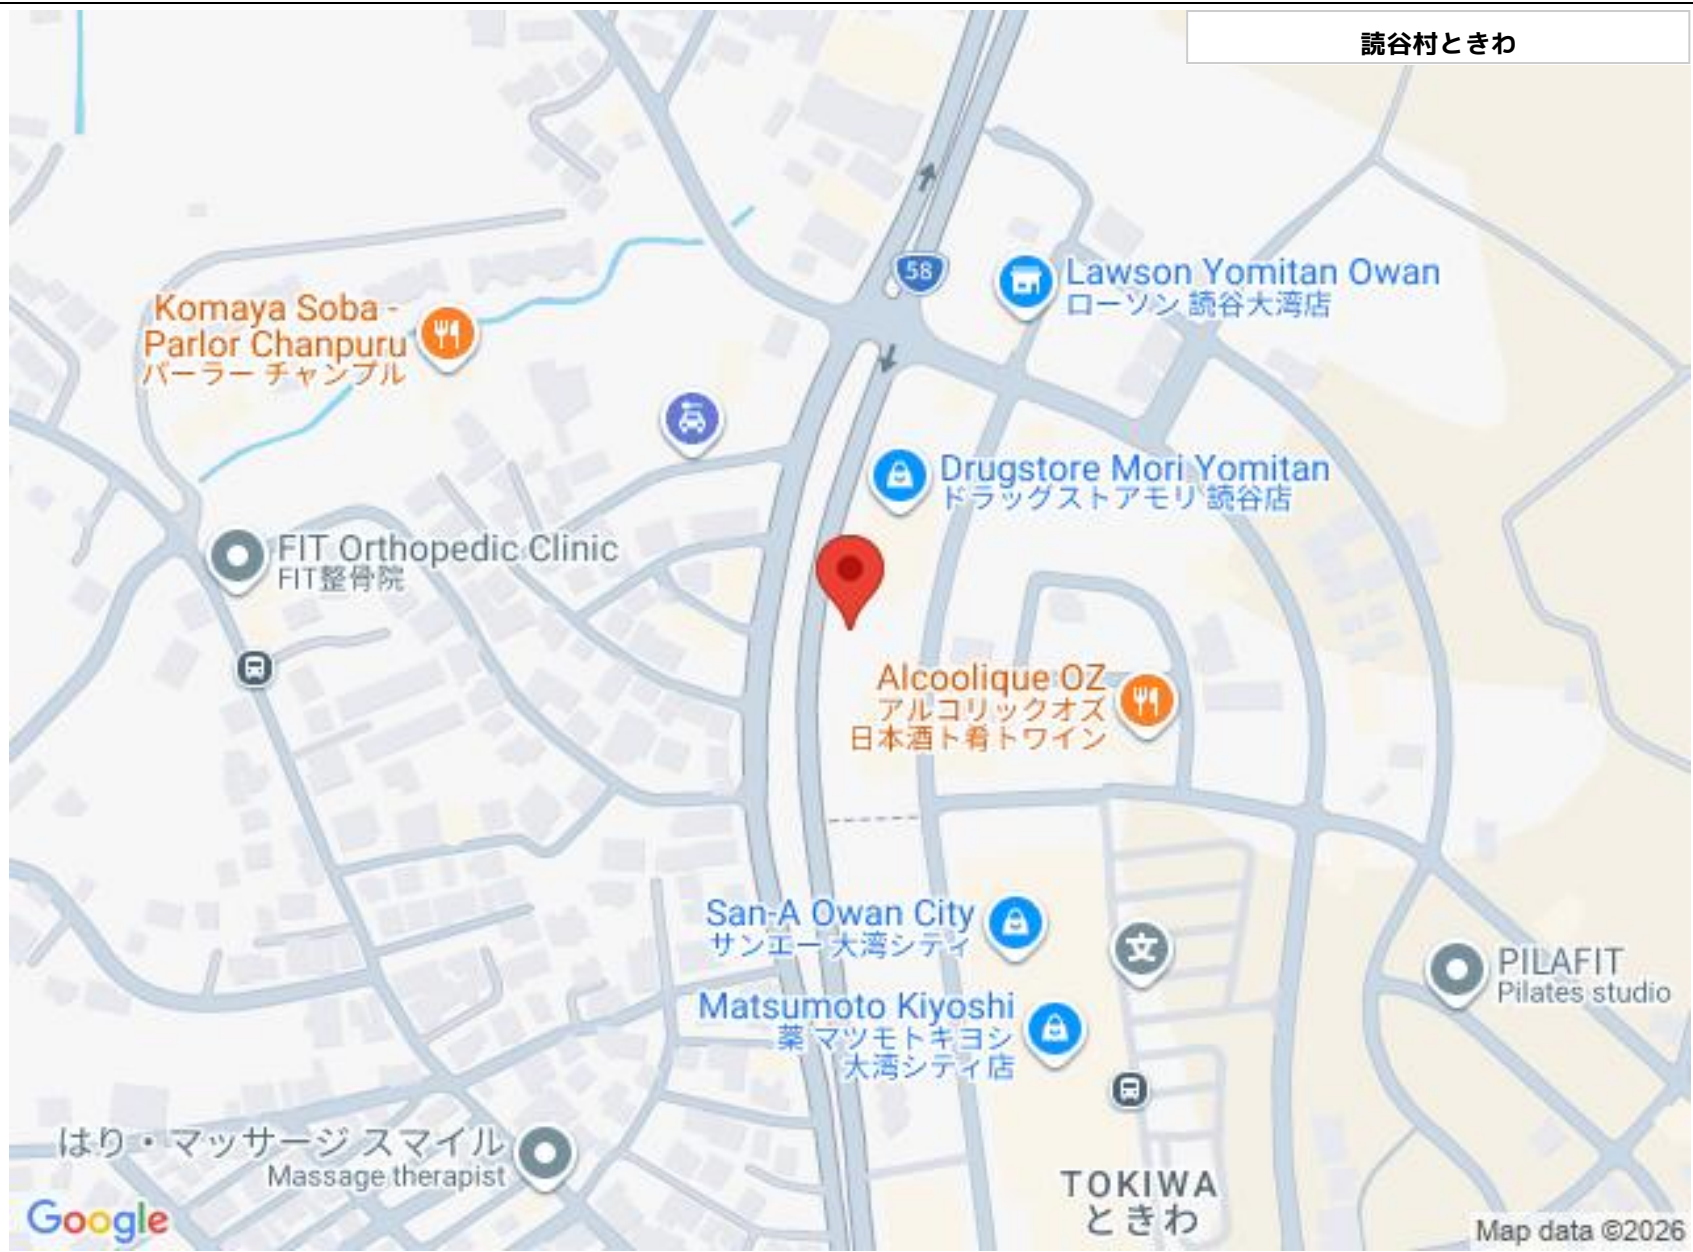 読谷村ときわ
58
Lawson Yomitan Owan
ローソン 読谷大湾店
Komaya Soba -
Parlor Chanpuru
パーラー チャンプル
Drugstore Mori Yomitan
ドラッグストアモリ 読谷店
FIT Orthopedic Clinic
FIT整骨院
Alcoolique OZ
アルコリックオズ
日本酒ト肴トワイン
San-A Owan City
サンエー 大湾シティ
文
PILAFIT
Pilates studio
Matsumoto Kiyoshi
薬 マツモトキヨシ
大湾シティ店
はり・マッサージ スマイル
Massage therapist
TOKIWA
ときわ
Google
Map data ©2026